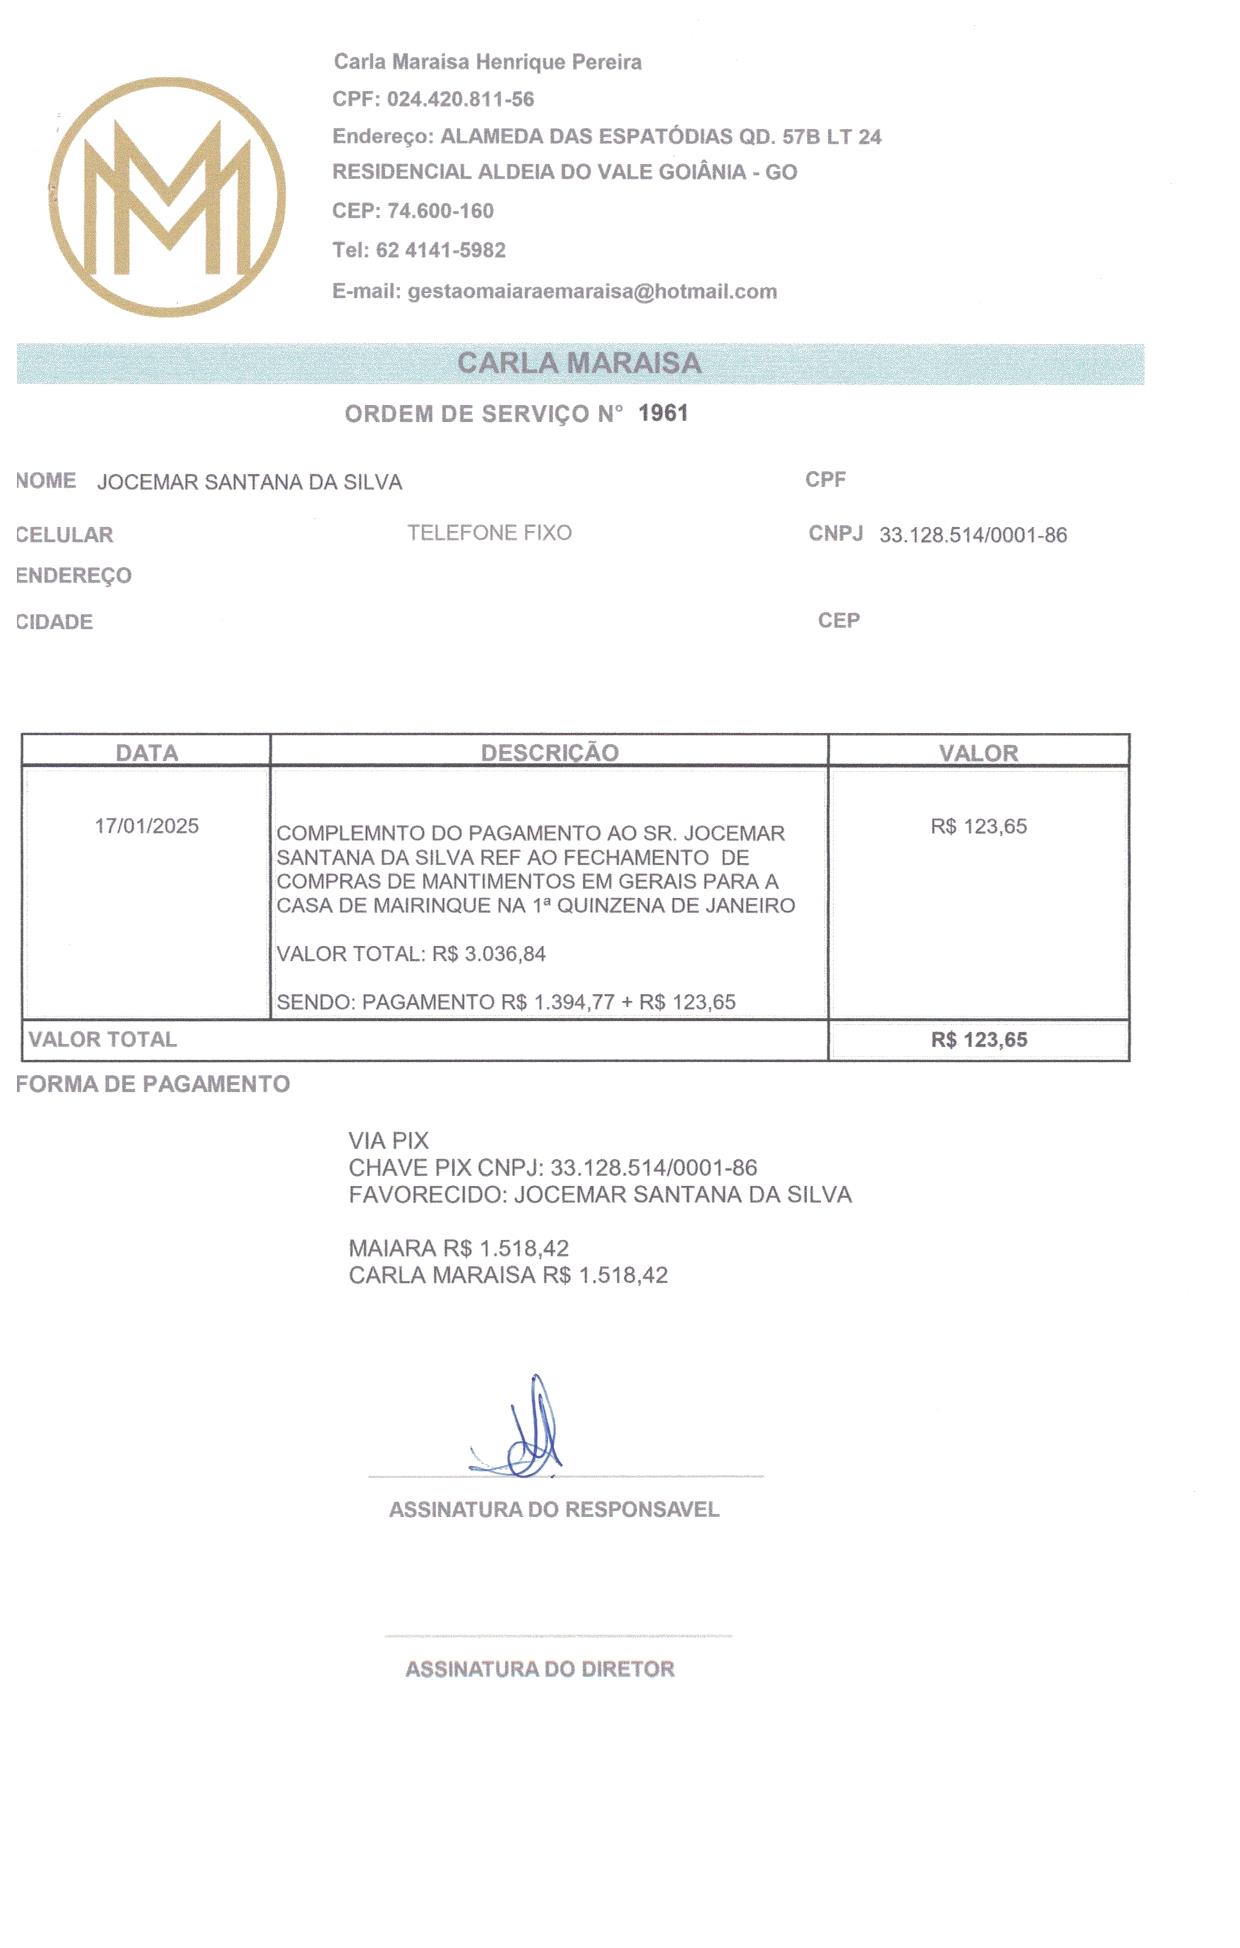 Carla Maraisa Henrique Pereira
CPF: 024.420.811-56
Endereço: ALAMEDA DAS ESPATÓDIAS QD. 57B LT 24
RESIDENCIAL ALDEIA DO VALE GOIÂNIA - GO
CEP: 74.600-160
Tel: 62 4141-5982
E-mail: gestaomaiaraemaraisa@hotmail.com
CARLA MARAISA
ORDEM DE SERVIÇO N° 1961
NOME JOCEMAR SANTANA DA SILVA CPF
CELULAR TELEFONE FIXO CNPJ 33.128.514/0001-86
ENDEREÇO
CIDADE CEP
DATA DESCRIÇÃO VALOR
17/01/2025 COMPLEMNTO DO PAGAMENTO AO SR. JOCEMAR R$ 123,65
SANTANA DA SILVA REF AO FECHAMENTO DE
COMPRAS DE MANTIMENTOS EM GERAIS PARA A
CASA DE MAIRINQUE NA 1ª QUINZENA DE JANEIRO
VALOR TOTAL: R$ 3.036,84
SENDO: PAGAMENTO R$ 1.394,77 + R$ 123,65
VALOR TOTAL R$ 123,65
FORMA DE PAGAMENTO
VIA PIX
CHAVE PIX CNPJ: 33.128.514/0001-86
FAVORECIDO: JOCEMAR SANTANA DA SILVA
MAIARA R$ 1.518,42
CARLA MARAISA R$ 1.518,42
ASSINATURA DO RESPONSAVEL
ASSINATURA DO DIRETOR